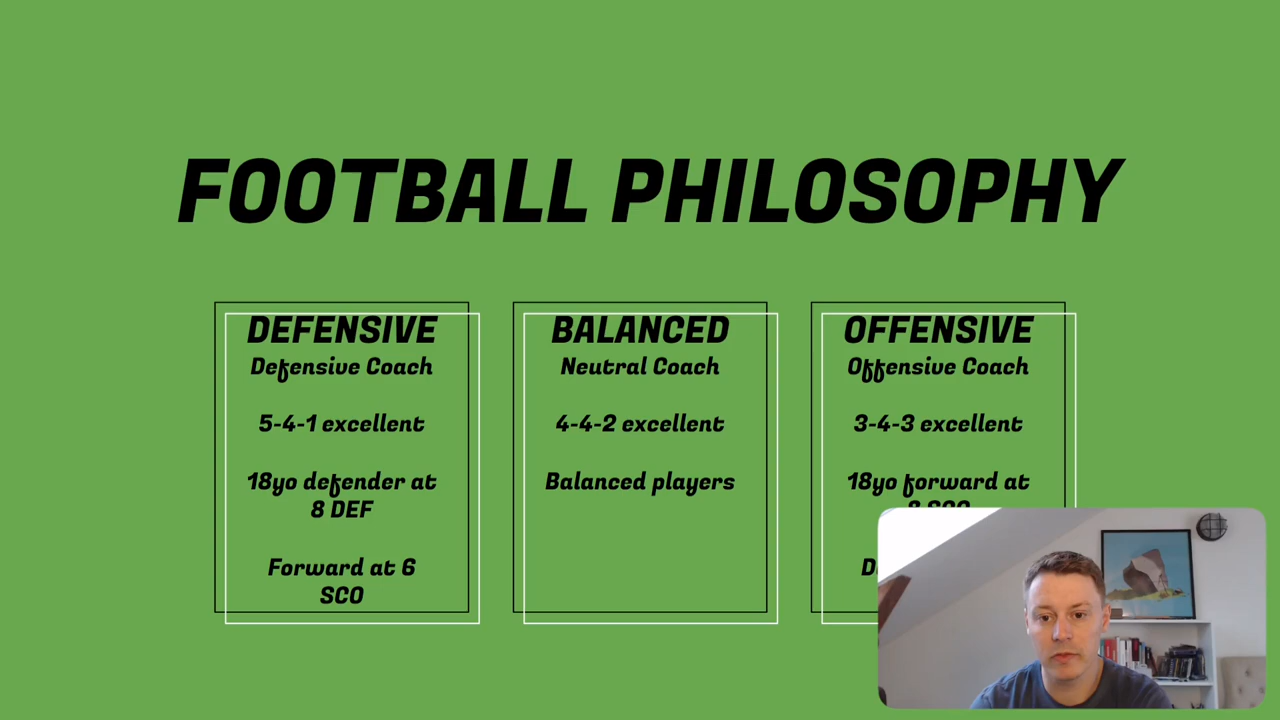 FOOTBALL PHILOSOPHY
DEFENSIVE
Defensive Coach
5-4-1 excellent
18yo defender at
8 DEF
Forward at 6
SCO
BALANCED
Neutral Coach
4-4-2 excellent
Balanced players
OFFENSIVE
Offensive Coach
3-4-3 excellent
18yo forward at